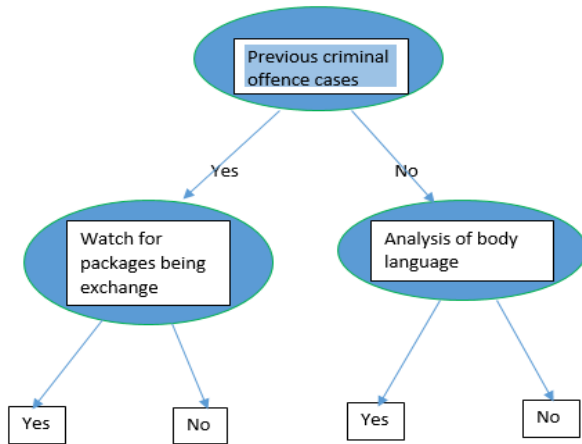 Previous criminal
offence cases
Yes
No
Watch for
packages being
exchange
Analysis of body
language
Yes
No
Yes
No